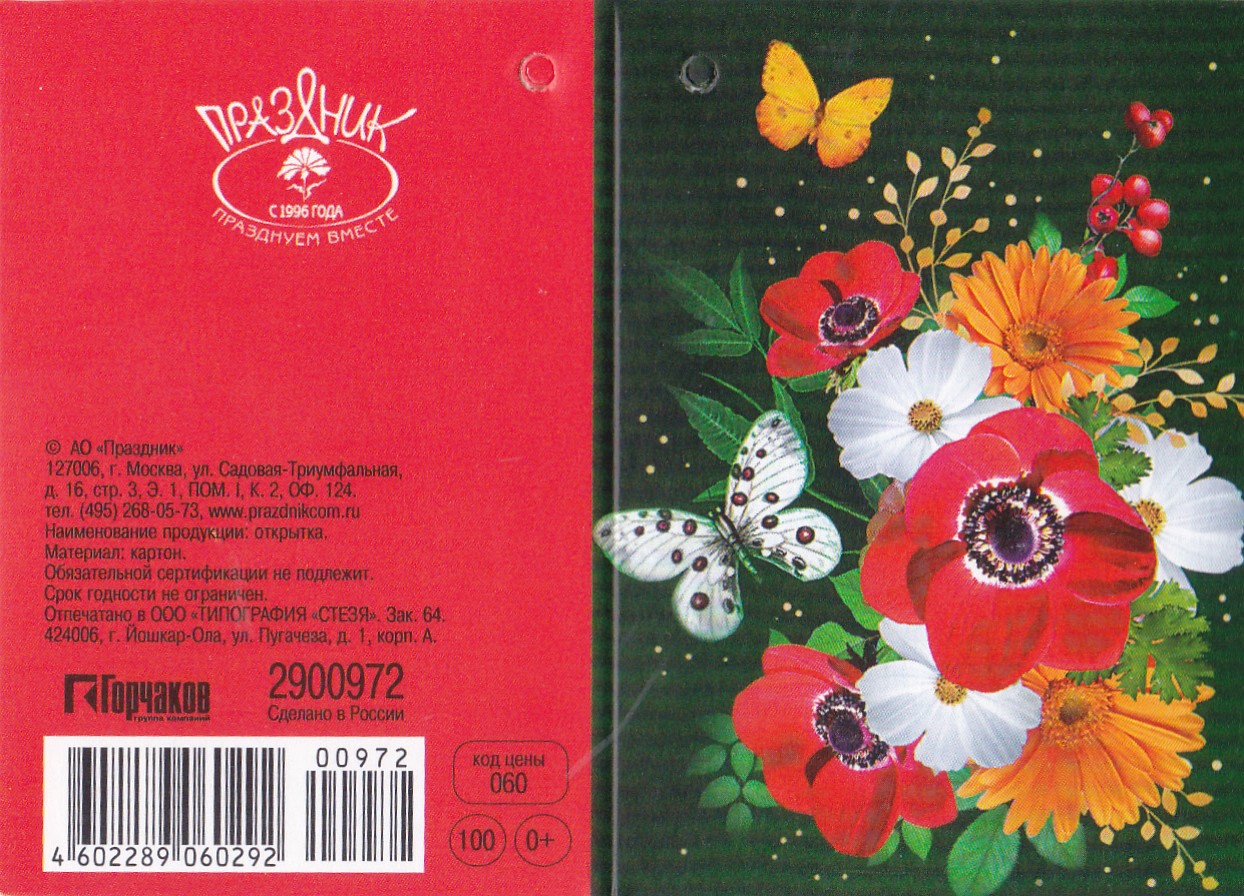 ПРАЗДНИК
С 1996 ГОДА
ПРАЗДНУЕМ ВМЕСТЕ
© АО «Праздник»
127006, г. Москва, ул. Садовая-Триумфальная,
д. 16, стр. 3, Э. 1, ПОМ. I, К. 2, ОФ. 124.
тел. (495) 268-05-73, www.prazdnikcom.ru
Наименование продукции: открытка.
Материал: картон.
Обязательной сертификации не подлежит.
Срок годности не ограничен.
Отпечатано в ООО «ТИПОГРАФИЯ «СТЕЗЯ». Зак. 64.
424006, г. Йошкар-Ола, ул. Пугачеза, д. 1, корп. А.
Горчаков
группа компаний
2900972
Сделано в России
00972
4 602289 060292
код цены
060
100 0+